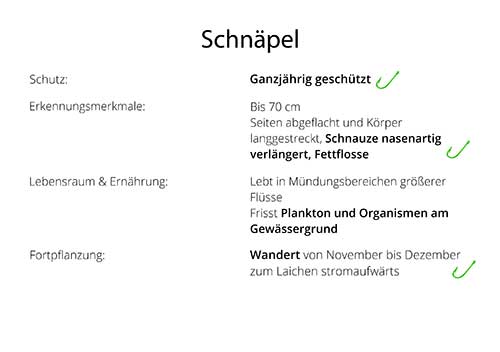 Schnäpel
Schutz: Ganzjährig geschützt
Erkennungsmerkmale: Bis 70 cm
Seiten abgeflacht und Körper
langgestreckt, Schnauze nasenartig
verlängert, Fettflosse
Lebensraum & Ernährung: Lebt in Mündungsbereichen größerer
Flüsse
Frisst Plankton und Organismen am
Gewässergrund
Fortpflanzung: Wandert von November bis Dezember
zum Laichen stromaufwärts